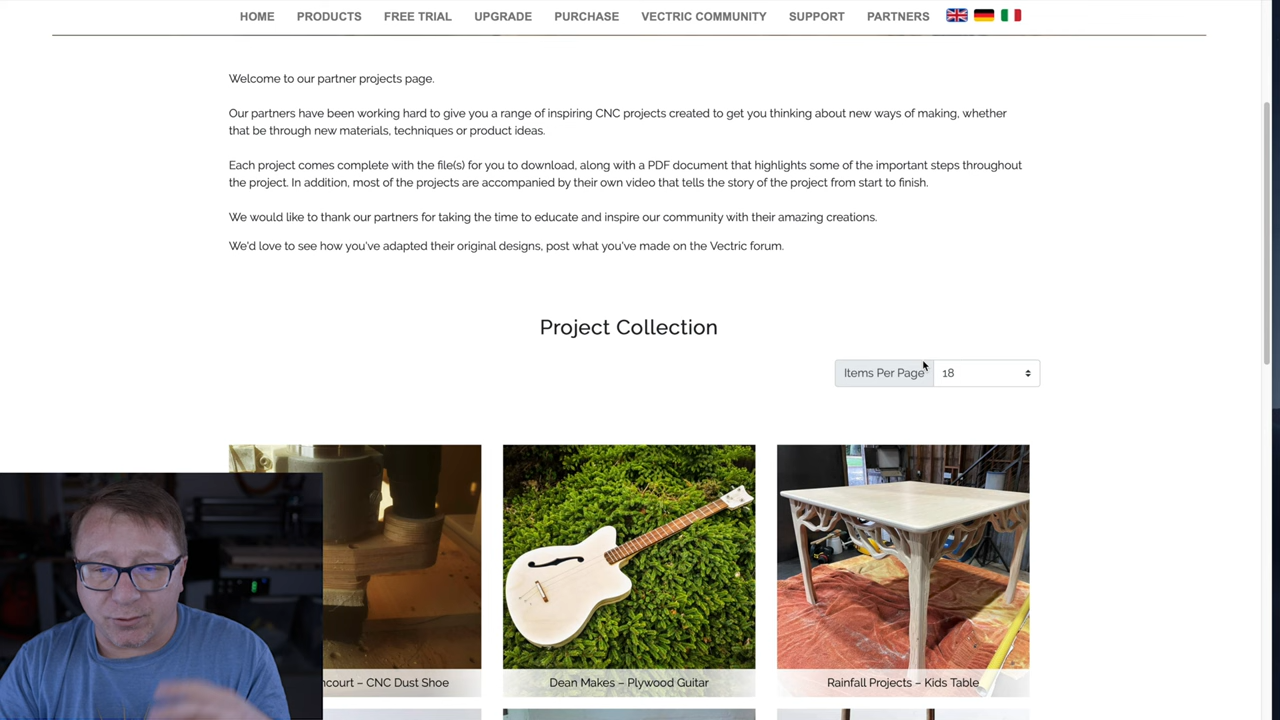 HOME PRODUCTS FREE TRIAL UPGRADE PURCHASE VECTRIC COMMUNITY SUPPORT PARTNERS
Welcome to our partner projects page.
Our partners have been working hard to give you a range of inspiring CNC projects created to get you thinking about new ways of making, whether
that be through new materials, techniques or product ideas.
Each project comes complete with the file(s) for you to download, along with a PDF document that highlights some of the important steps throughout
the project. In addition, most of the projects are accompanied by their own video that tells the story of the project from start to finish.
We would like to thank our partners for taking the time to educate and inspire our community with their amazing creations.
We'd love to see how you've adapted their original designs, post what you've made on the Vectric forum.
Project Collection
Items Per Page 18
ncourt – CNC Dust Shoe
Dean Makes – Plywood Guitar
Rainfall Projects – Kids Table